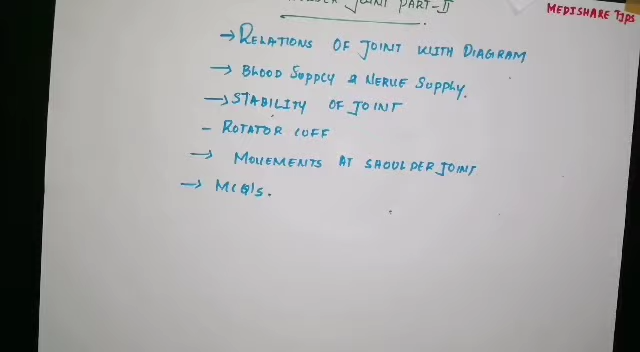 JOINT PART-II
MEDISHARE TIPS
→ RELATIONS OF JOINT WITH DIAGRAM
→ BLOOD SUPPLY & NERVE SUPPLY.
→ STABILITY OF JOINT
- ROTATOR CUFF
→ MOVEMENTS AT SHOULDER JOINT
→ MCQ's.